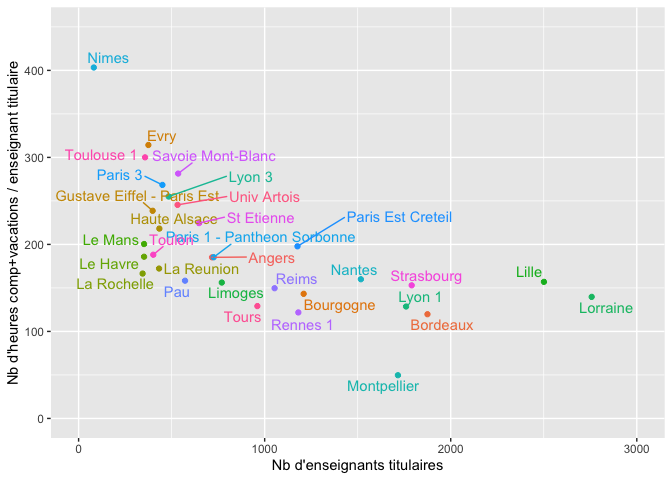 Nb d'heures comp+vacations / enseignant titulaire
400
300
200
100
0
Nimes
Evry
Toulouse 1
Savoie Mont-Blanc
Paris 3
Lyon 3
Gustave Eiffel - Paris Est
Univ Artois
Haute Alsace
St Etienne
Paris Est Creteil
Le Mans
Toulon
Paris 1 - Pantheon Sorbonne
Le Havre
La Reunion
Angers
La Rochelle
Pau
Limoges
Reims
Nantes
Strasbourg
Lille
Tours
Rennes 1
Bourgogne
Lyon 1
Bordeaux
Lorraine
Montpellier
0
1000
2000
3000
Nb d'enseignants titulaires